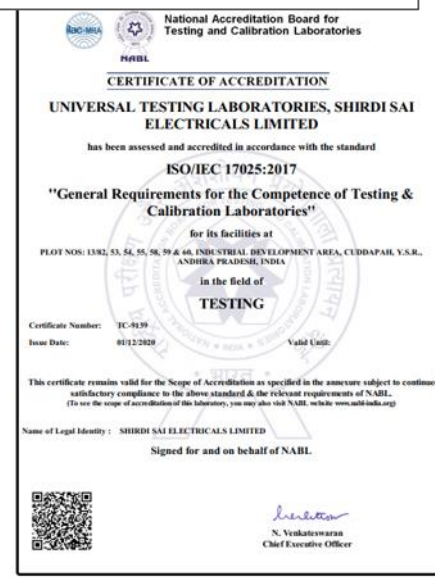 ilac-MRA
NABL
National Accreditation Board for
Testing and Calibration Laboratories
CERTIFICATE OF ACCREDITATION
UNIVERSAL TESTING LABORATORIES, SHIRDI SAI
ELECTRICALS LIMITED
has been assessed and accredited in accordance with the standard
ISO/IEC 17025:2017
"General Requirements for the Competence of Testing &
Calibration Laboratories"
for its facilities at
PLOT NOS: 13/82, 53, 54, 55, 58, 59 & 60, INDUSTRIAL DEVELOPMENT AREA, CUDDAPAH, Y.S.R.,
ANDHRA PRADESH, INDIA
in the field of
TESTING
Certificate Number: TC-9139
Issue Date: 01/12/2020 Valid Until:
This certificate remains valid for the Scope of Accreditation as specified in the annexure subject to continue
satisfactory compliance to the above standard & the relevant requirements of NABL.
(To see the scope of accreditation of this laboratory, you may also visit NABL website www.nabl-india.org)
Name of Legal Identity : SHIRDI SAI ELECTRICALS LIMITED
Signed for and on behalf of NABL
N. Venkateswaran
Chief Executive Officer